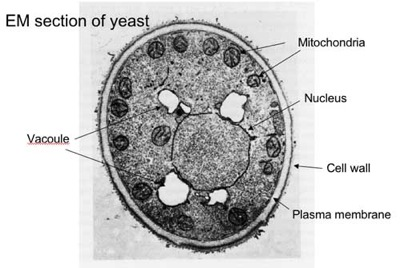 EM section of yeast
Mitochondria
Nucleus
Vacoule
Cell wall
Plasma membrane